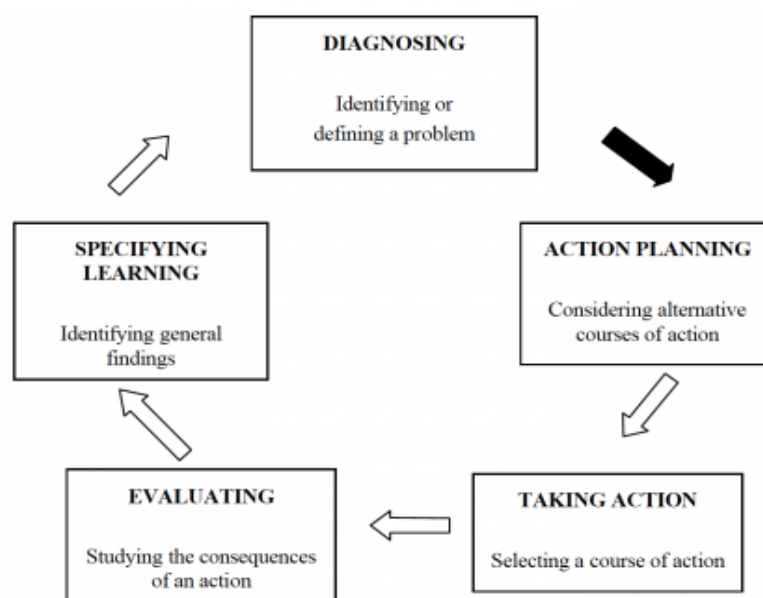 DIAGNOSING
Identifying or
defining a problem
ACTION PLANNING
Considering alternative
courses of action
TAKING ACTION
Selecting a course of action
EVALUATING
Studying the consequences
of an action
SPECIFYING
LEARNING
Identifying general
findings